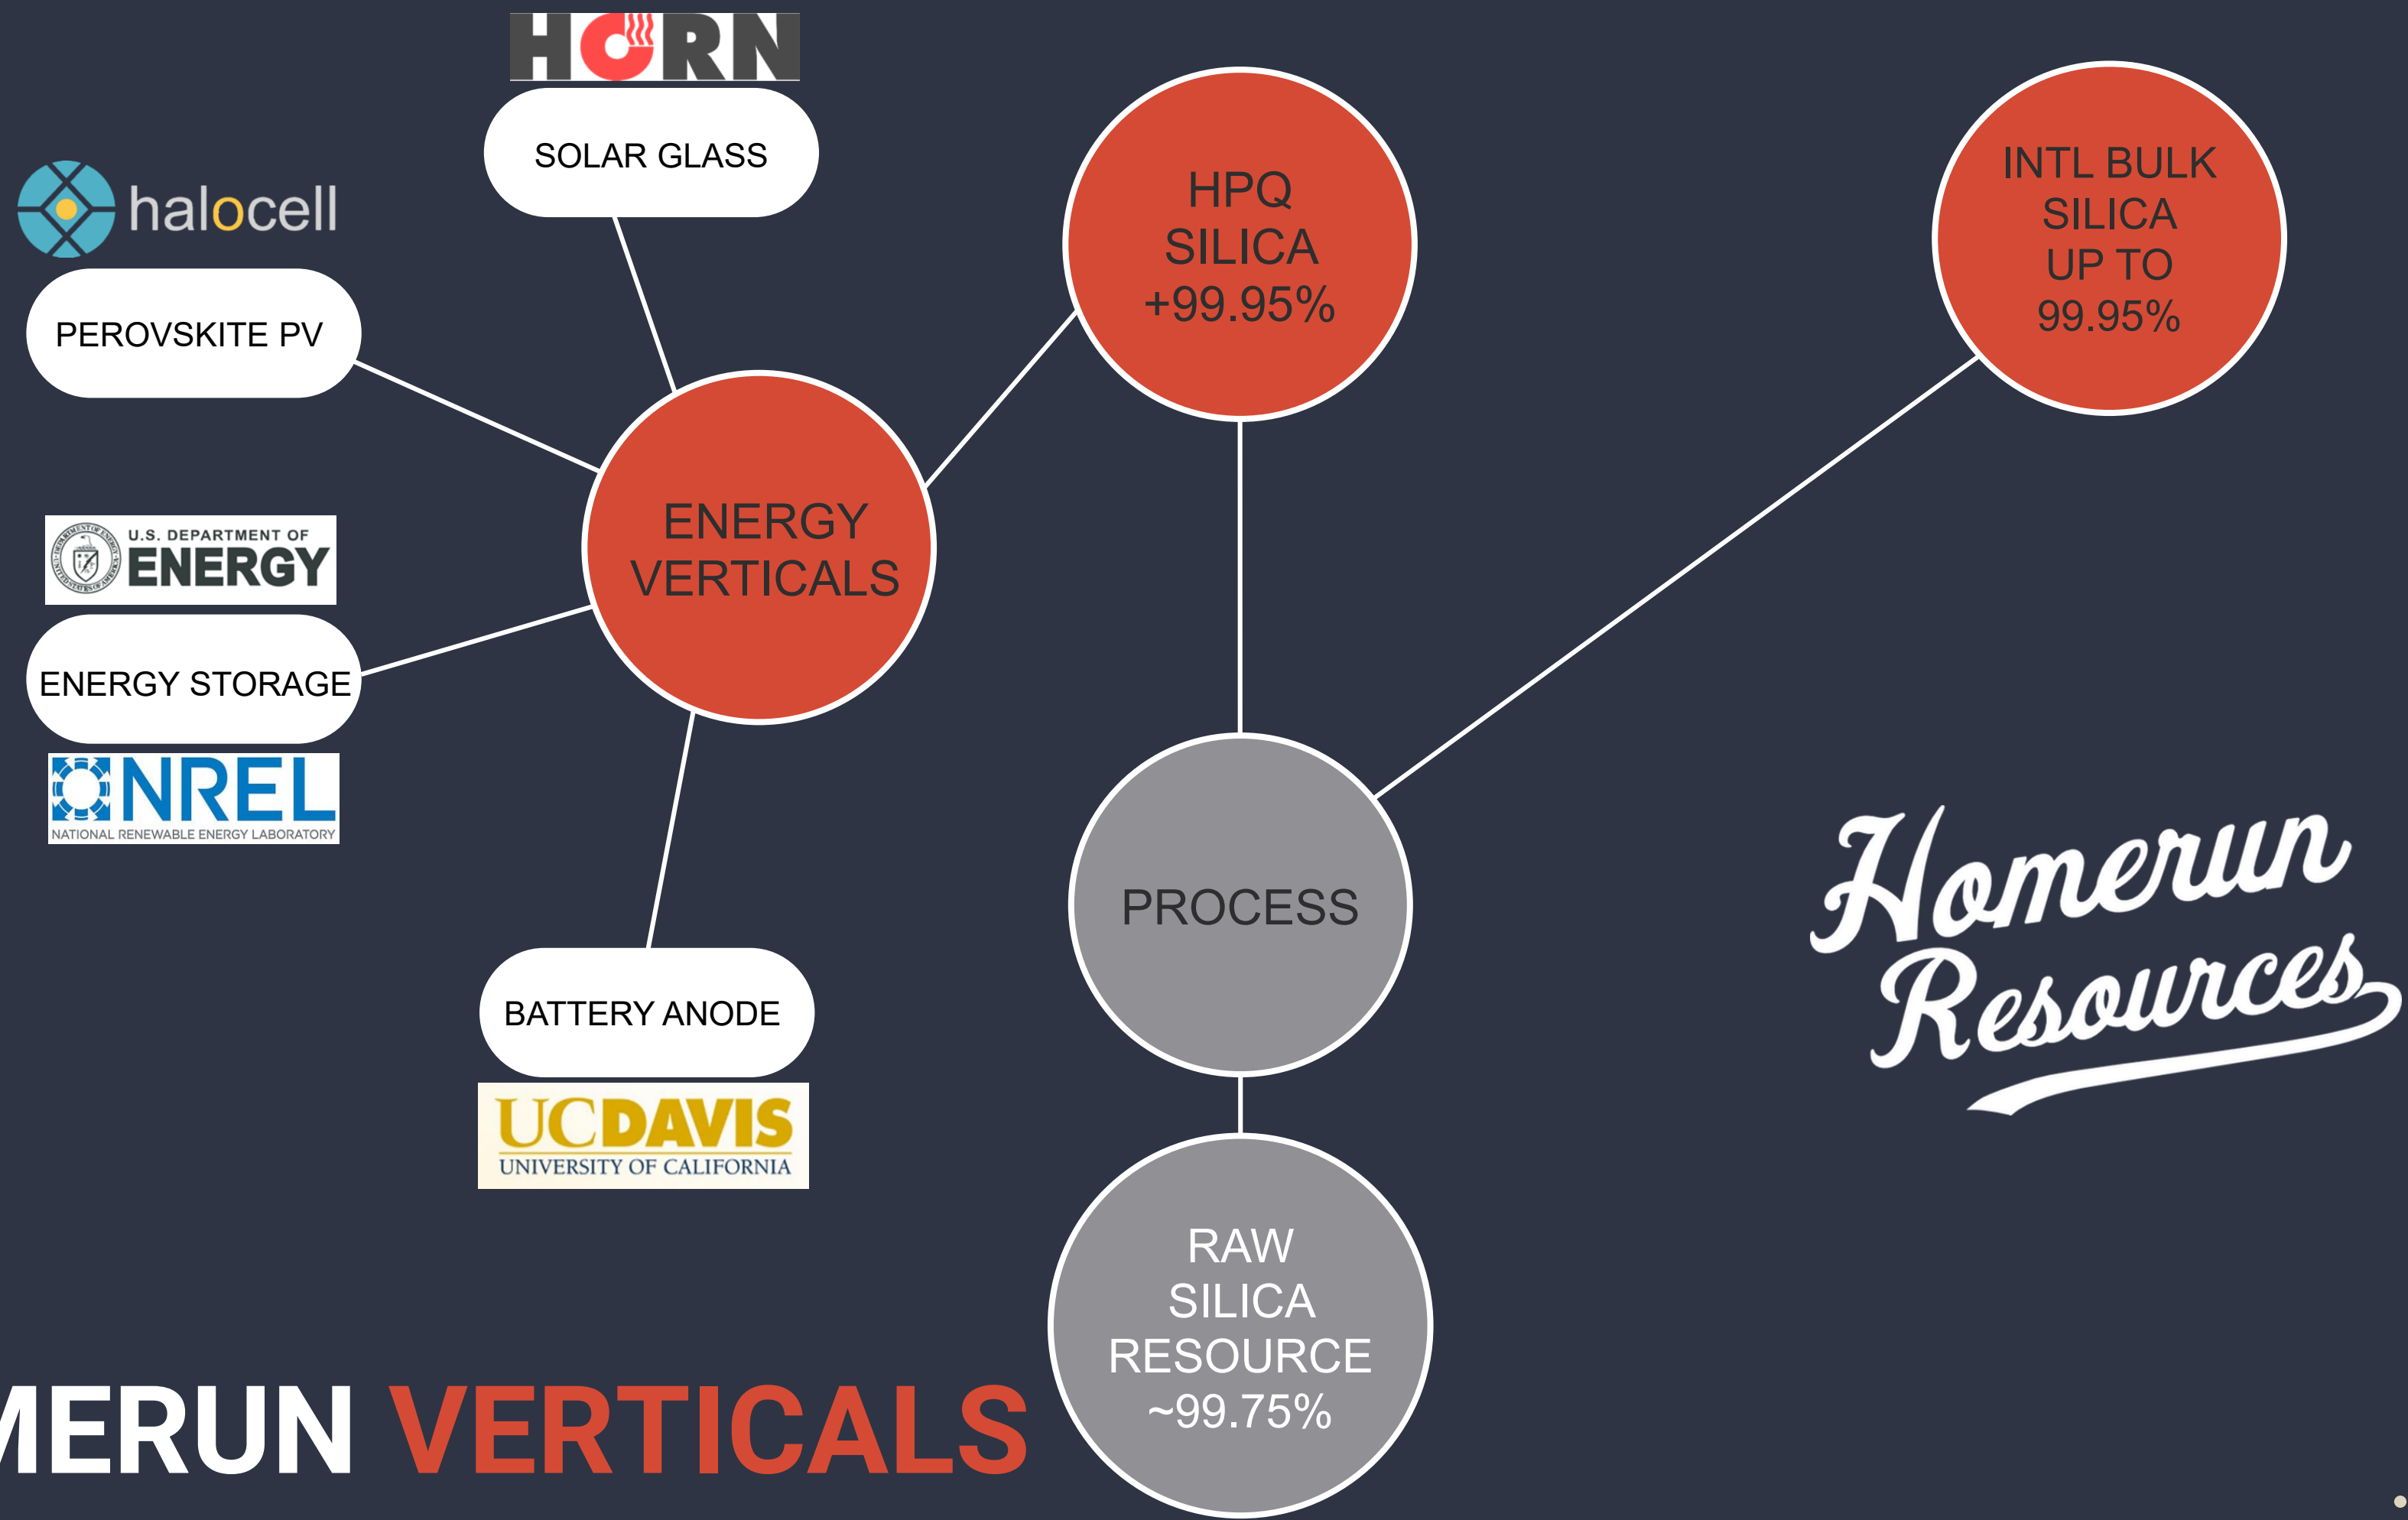 HORN
SOLAR GLASS
halocell
PEROVSKITE PV
U.S. DEPARTMENT OF
ENERGY
ENERGY STORAGE
NREL
NATIONAL RENEWABLE ENERGY LABORATORY
BATTERY ANODE
UCDAVIS
UNIVERSITY OF CALIFORNIA
ENERGY
VERTICALS
HPQ
SILICA
+99.95%
INTL BULK
SILICA
UP TO
99.95%
PROCESS
RAW
SILICA
RESOURCE
~99.75%
Homerun
Resources
MERUN VERTICALS